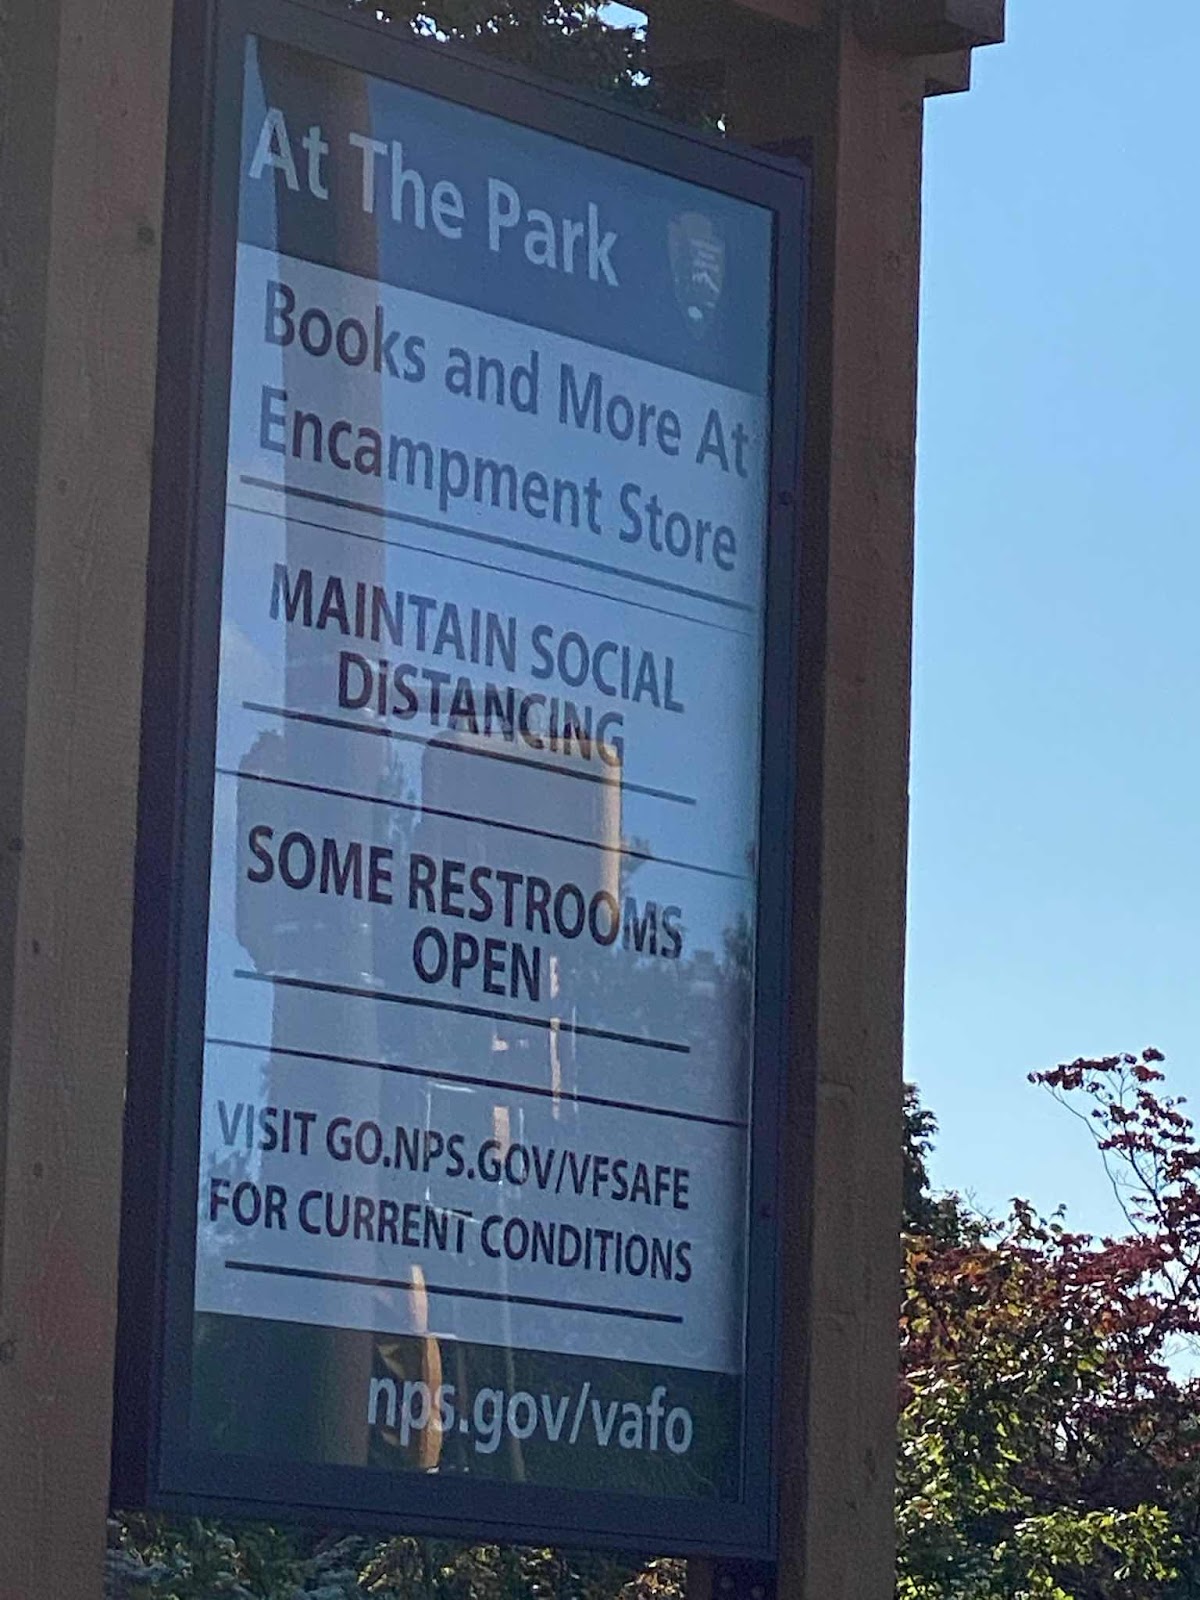 At The Park
Books and More At
Encampment Store
MAINTAIN SOCIAL
DiSTANCING
SOME RESTROOMS
OPEN
VISIT GO.NPS.GOV/VFSAFE
FOR CURRENT CONDITIONS
nps.gov/vafo